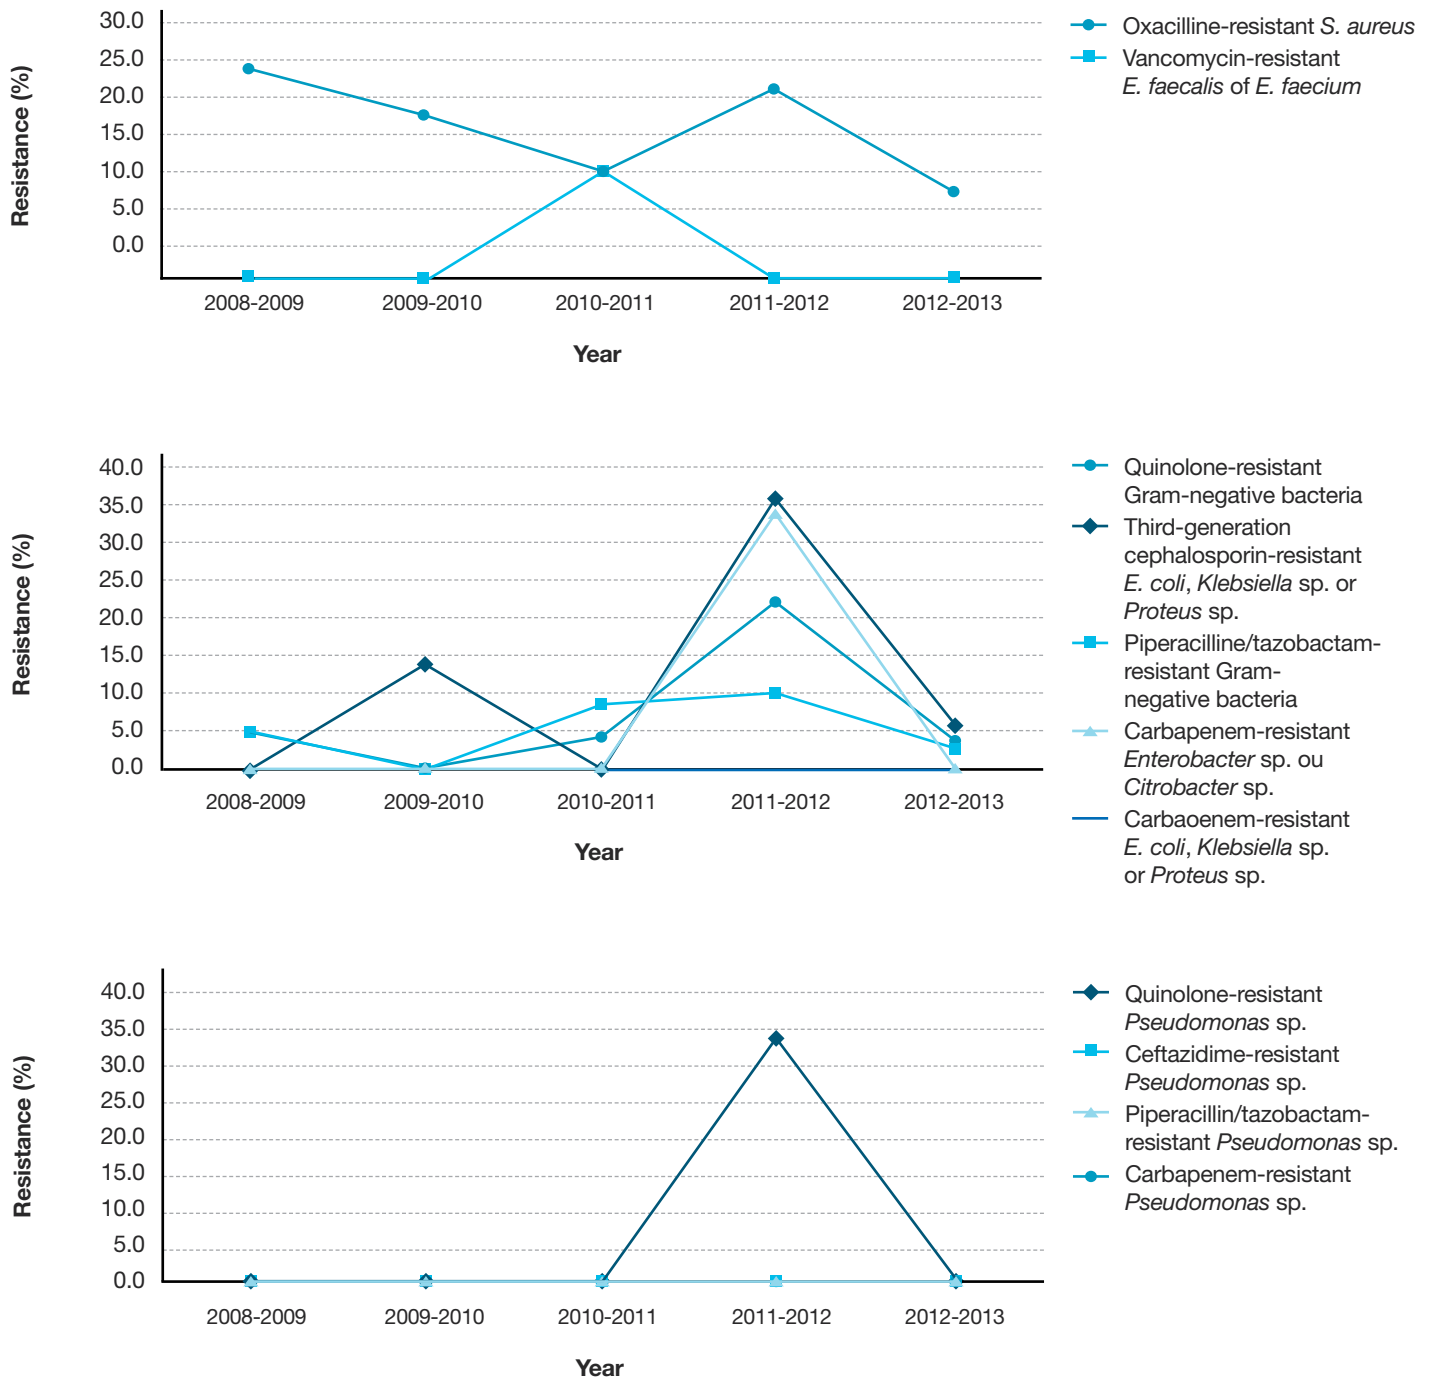 30.0
25.0
20.0
15.0
10.0
5.0
0.0
Resistance (%)
2008-2009 2009-2010 2010-2011 2011-2012 2012-2013
Year
Oxacilline-resistant S. aureus
Vancomycin-resistant
E. faecalis of E. faecium
40.0
35.0
30.0
25.0
20.0
15.0
10.0
5.0
0.0
Resistance (%)
2008-2009 2009-2010 2010-2011 2011-2012 2012-2013
Year
Quinolone-resistant
Gram-negative bacteria
Third-generation
cephalosporin-resistant
E. coli, Klebsiella sp. or
Proteus sp.
Piperacilline/tazobactam-
resistant Gram-
negative bacteria
Carbapenem-resistant
Enterobacter sp. ou
Citrobacter sp.
Carbaoenem-resistant
E. coli, Klebsiella sp.
or Proteus sp.
40.0
35.0
30.0
25.0
20.0
15.0
10.0
5.0
0.0
Resistance (%)
2008-2009 2009-2010 2010-2011 2011-2012 2012-2013
Year
Quinolone-resistant
Pseudomonas sp.
Ceftazidime-resistant
Pseudomonas sp.
Piperacillin/tazobactam-
resistant Pseudomonas sp.
Carbapenem-resistant
Pseudomonas sp.